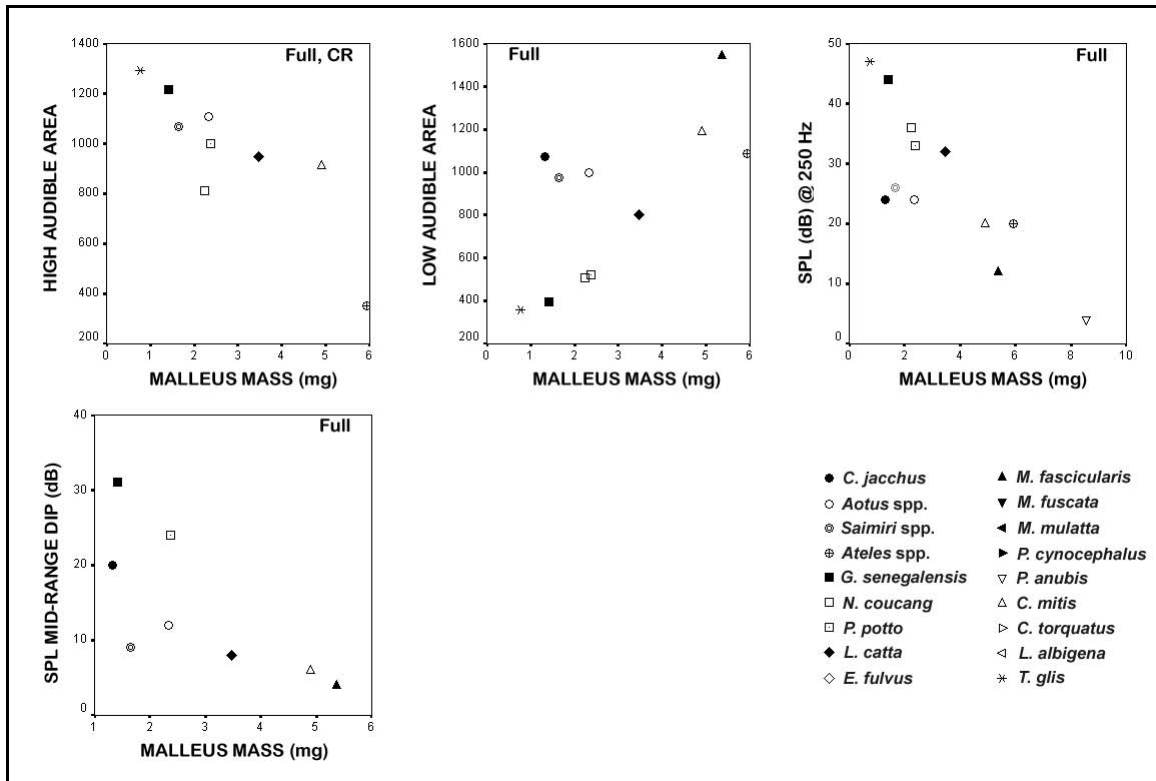 Full, CR
HIGH AUDIBLE AREA
1400
1200
1000
800
600
400
200
0 1 2 3 4 5 6
MALLEUS MASS (mg)
Full
LOW AUDIBLE AREA
1600
1400
1200
1000
800
600
400
200
0 1 2 3 4 5 6
MALLEUS MASS (mg)
Full
SPL (dB) @ 250 Hz
50
40
30
20
10
0
0 2 4 6 8 10
MALLEUS MASS (mg)
Full
SPL MID-RANGE DIP (dB)
40
30
20
10
0
1 2 3 4 5 6
MALLEUS MASS (mg)
C. jacchus
Aotus spp.
Saimiri spp.
Ateles spp.
G. senegalensis
N. coucang
P. potto
L. catta
E. fulvus
M. fascicularis
M. fuscata
M. mulatta
P. cynocephalus
P. anubis
C. mitis
C. torquatus
L. albigena
T. glis